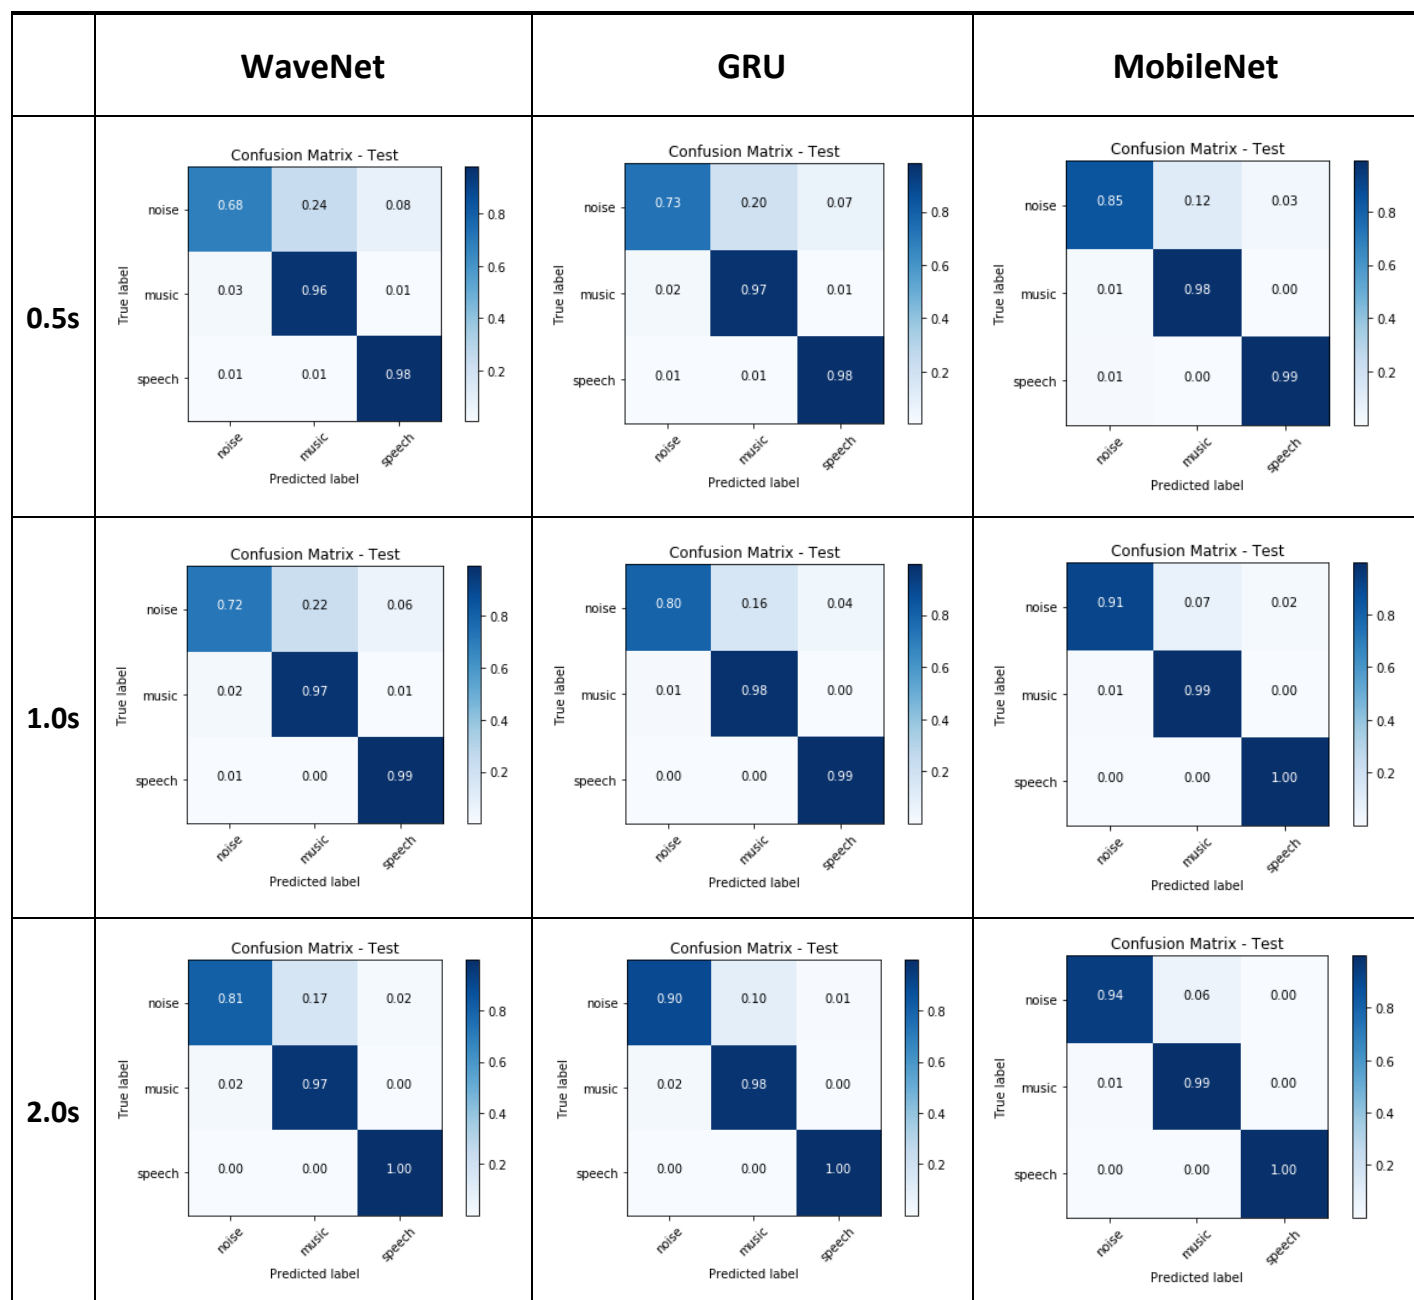 WaveNet GRU MobileNet
0.5s
Confusion Matrix - Test
noise 0.68 0.24 0.08
music 0.03 0.96 0.01
speech 0.01 0.01 0.98
True label
noise music speech
Predicted label
0.8
0.6
0.4
0.2
Confusion Matrix - Test
noise 0.73 0.20 0.07
music 0.02 0.97 0.01
speech 0.01 0.01 0.98
True label
noise music speech
Predicted label
0.8
0.6
0.4
0.2
Confusion Matrix - Test
noise 0.85 0.12 0.03
music 0.01 0.98 0.00
speech 0.01 0.00 0.99
True label
noise music speech
Predicted label
0.8
0.6
0.4
0.2
1.0s
Confusion Matrix - Test
noise 0.72 0.22 0.06
music 0.02 0.97 0.01
speech 0.01 0.00 0.99
True label
noise music speech
Predicted label
0.8
0.6
0.4
0.2
Confusion Matrix - Test
noise 0.80 0.16 0.04
music 0.01 0.98 0.00
speech 0.00 0.00 0.99
True label
noise music speech
Predicted label
0.8
0.6
0.4
0.2
Confusion Matrix - Test
noise 0.91 0.07 0.02
music 0.01 0.99 0.00
speech 0.00 0.00 1.00
True label
noise music speech
Predicted label
0.8
0.6
0.4
0.2
2.0s
Confusion Matrix - Test
noise 0.81 0.17 0.02
music 0.02 0.97 0.00
speech 0.00 0.00 1.00
True label
noise music speech
Predicted label
0.8
0.6
0.4
0.2
Confusion Matrix - Test
noise 0.90 0.10 0.01
music 0.02 0.98 0.00
speech 0.00 0.00 1.00
True label
noise music speech
Predicted label
0.8
0.6
0.4
0.2
Confusion Matrix - Test
noise 0.94 0.06 0.00
music 0.01 0.99 0.00
speech 0.00 0.00 1.00
True label
noise music speech
Predicted label
0.8
0.6
0.4
0.2